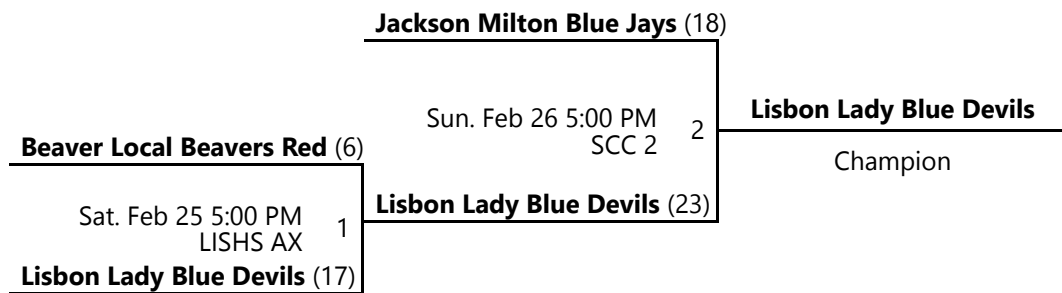 Jackson Milton Blue Jays (18)
Sun. Feb 26 5:00 PM
SCC 2
2
Lisbon Lady Blue Devils
Champion
Beaver Local Beavers Red (6)
Sat. Feb 25 5:00 PM
LISHS AX
1
Lisbon Lady Blue Devils (23)
Lisbon Lady Blue Devils (17)